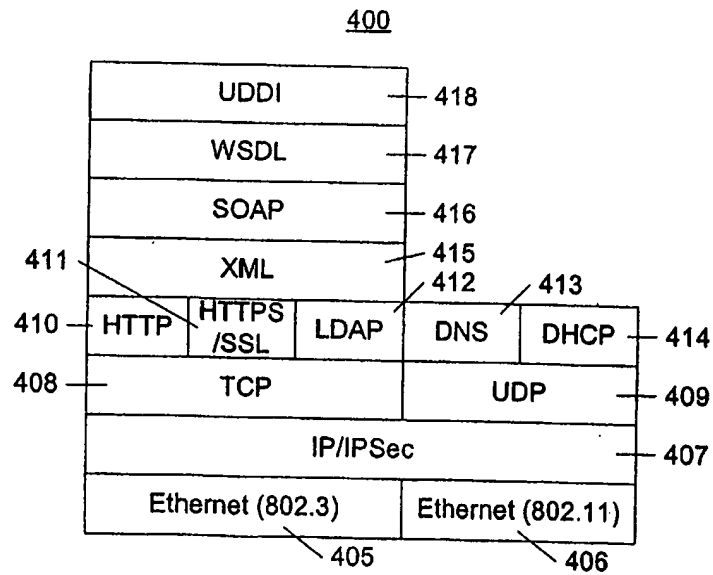 400
UDDI 418
WSDL 417
SOAP 416
XML 415
411 412 413
410 HTTP HTTPS /SSL LDAP DNS DHCP 414
408 TCP UDP 409
IP/IPSec 407
Ethernet (802.3) Ethernet (802.11)
405 406